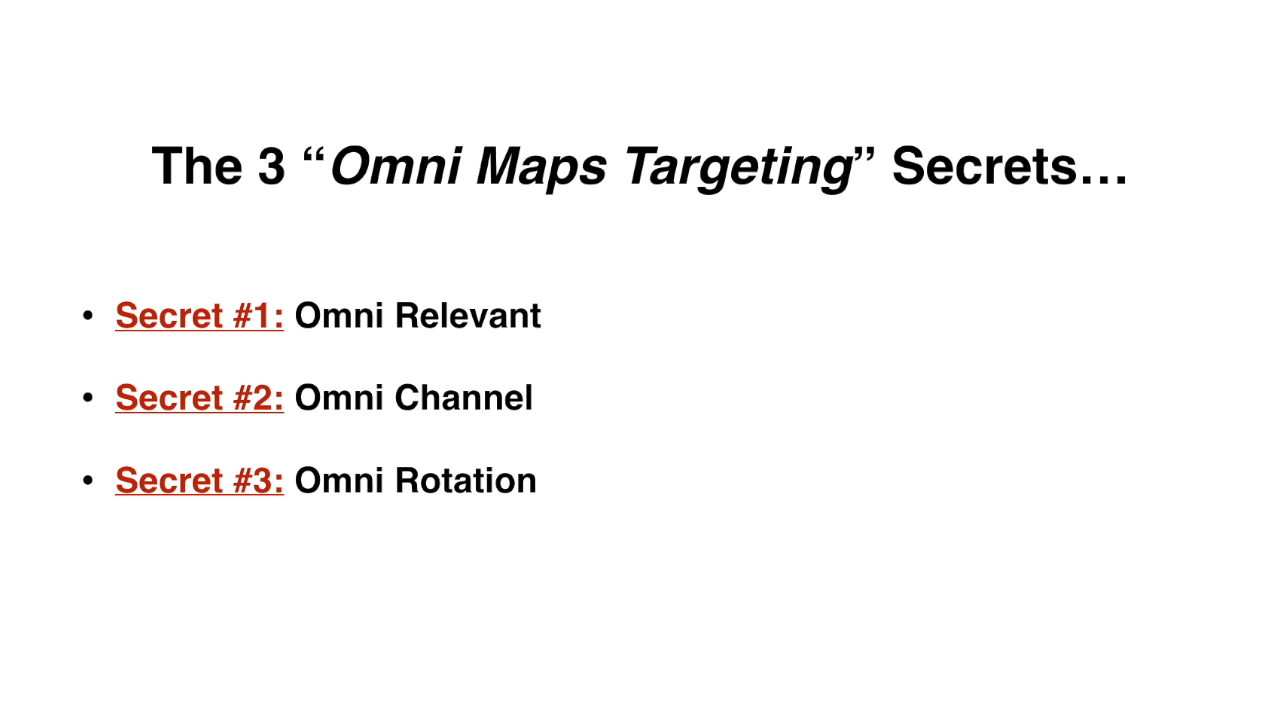 The 3 “Omni Maps Targeting” Secrets…
• Secret #1: Omni Relevant
• Secret #2: Omni Channel
• Secret #3: Omni Rotation